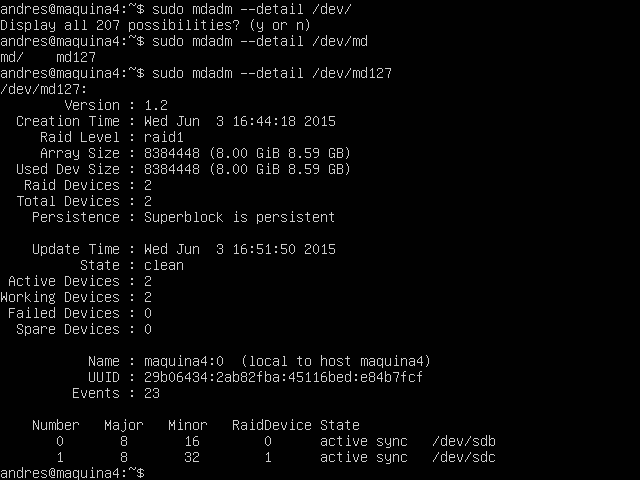 andres@maquina4:~$ sudo mdadm --detail /dev/
Display all 207 possibilities? (y or n)
andres@maquina4:~$ sudo mdadm --detail /dev/md
md/    md127
andres@maquina4:~$ sudo mdadm --detail /dev/md127
/dev/md127:
        Version : 1.2
  Creation Time : Wed Jun  3 16:44:18 2015
     Raid Level : raid1
     Array Size : 8384448 (8.00 GiB 8.59 GB)
  Used Dev Size : 8384448 (8.00 GiB 8.59 GB)
   Raid Devices : 2
  Total Devices : 2
    Persistence : Superblock is persistent
    Update Time : Wed Jun  3 16:51:50 2015
          State : clean
 Active Devices : 2
Working Devices : 2
 Failed Devices : 0
  Spare Devices : 0
           Name : maquina4:0  (local to host maquina4)
           UUID : 29b06434:2ab82fba:45116bed:e84b7fcf
         Events : 23
    Number   Major   Minor   RaidDevice State
       0       8       16        0      active sync   /dev/sdb
       1       8       32        1      active sync   /dev/sdc
andres@maquina4:~$